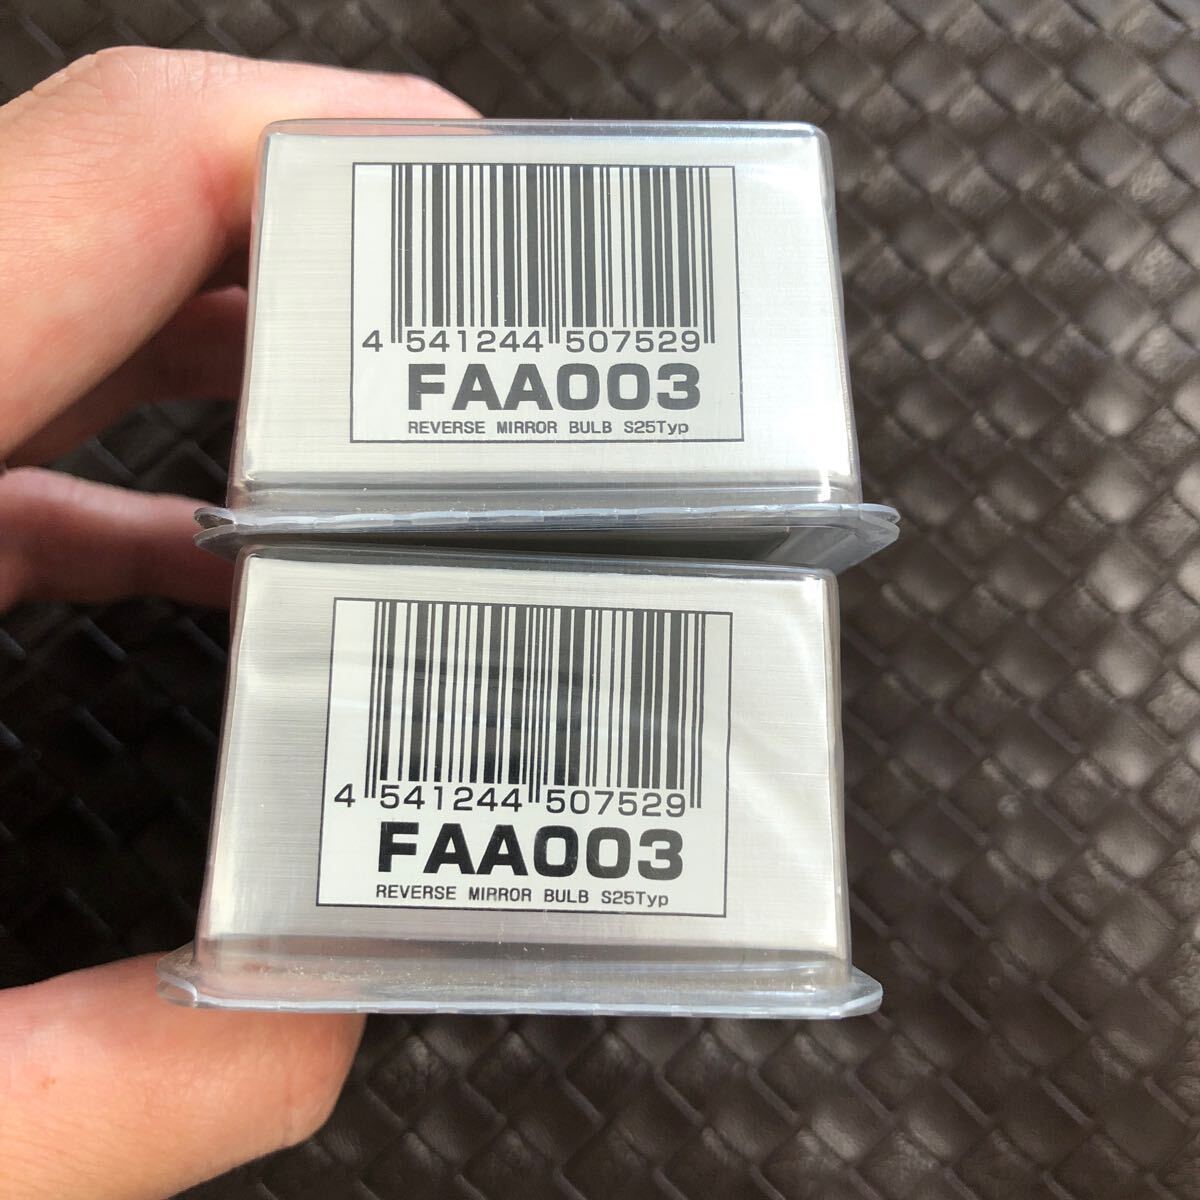 4 541244 507529
FAA003
REVERSE MIRROR BULB S25Typ
4 541244 507529
FAA003
REVERSE MIRROR BULB S25Typ